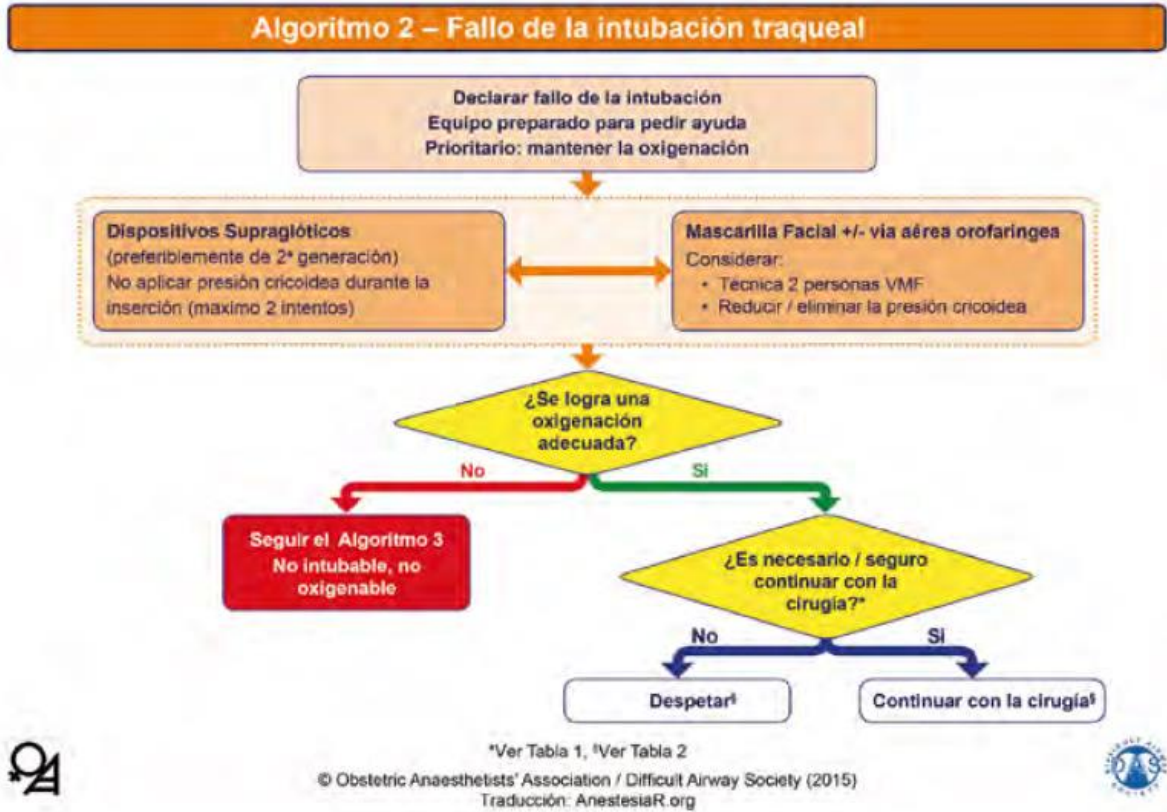 Algoritmo 2 – Fallo de la intubación traqueal
Declarar fallo de la intubación
Equipo preparado para pedir ayuda
Prioritario: mantener la oxigenación
Dispositivos Supraglóticos
(preferiblemente de 2ª generación)
No aplicar presión cricoidea durante la
inserción (maximo 2 intentos)
Mascarilla Facial +/- via aérea orofaringea
Considerar:
• Técnica 2 personas VMF
• Reducir / eliminar la presión cricoidea
¿Se logra una
oxigenación
adecuada?
No
Si
Seguir el Algoritmo 3
No intubable, no
oxigenable
¿Es necesario / seguro
continuar con la
cirugía?*
No
Si
Despetar§
Continuar con la cirugía§
*Ver Tabla 1, §Ver Tabla 2
© Obstetric Anaesthetists' Association / Difficult Airway Society (2015)
Traducción: AnestesiaR.org